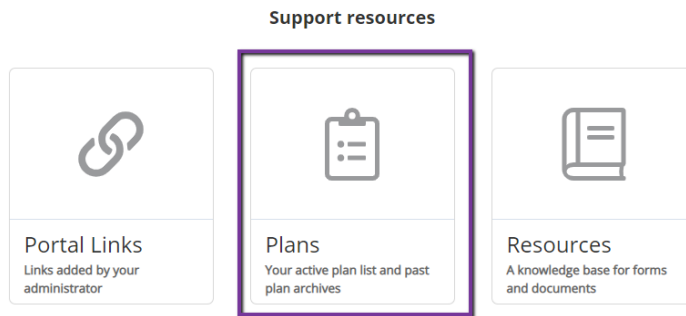 Support resources
Portal Links
Links added by your
administrator
Plans
Your active plan list and past
plan archives
Resources
A knowledge base for forms
and documents